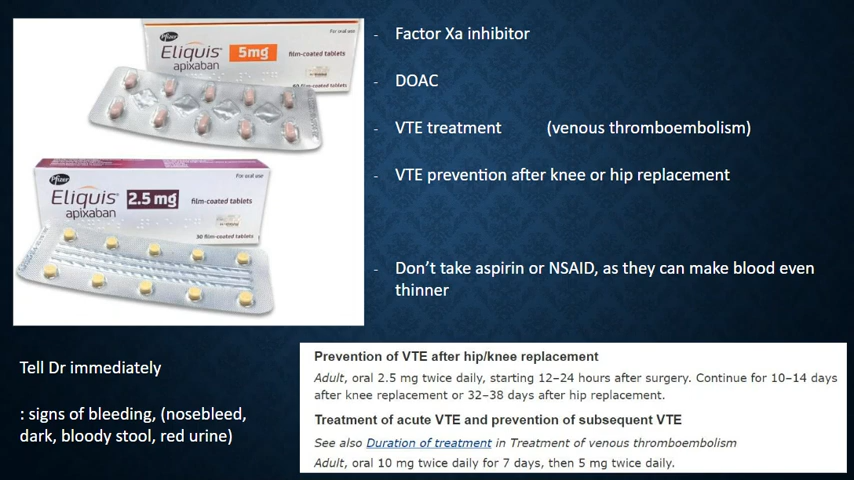 Pfizer
For oral use
Eliquis 5mg film-coated tablets
apixaban
60 film-coated tablets
Pfizer
For oral use
Eliquis 2.5 mg film-coated tablets
apixaban
30 film-coated tablets
- Factor Xa inhibitor
- DOAC
- VTE treatment (venous thromboembolism)
- VTE prevention after knee or hip replacement
- Don’t take aspirin or NSAID, as they can make blood even
thinner
Tell Dr immediately
: signs of bleeding, (nosebleed,
dark, bloody stool, red urine)
Prevention of VTE after hip/knee replacement
Adult, oral 2.5 mg twice daily, starting 12–24 hours after surgery. Continue for 10–14 days
after knee replacement or 32–38 days after hip replacement.
Treatment of acute VTE and prevention of subsequent VTE
See also Duration of treatment in Treatment of venous thromboembolism
Adult, oral 10 mg twice daily for 7 days, then 5 mg twice daily.